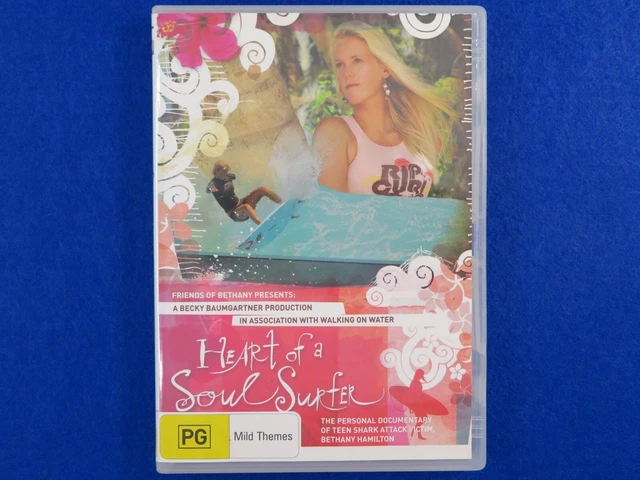 RIP
CURL
FRIENDS OF BETHANY PRESENTS:
A BECKY BAUMGARTNER PRODUCTION
IN ASSOCIATION WITH WALKING ON WATER
HEART of a
Soul Surfer
THE PERSONAL DOCUMENTARY
OF TEEN SHARK ATTACK VICTIM,
BETHANY HAMILTON
PG
Mild Themes